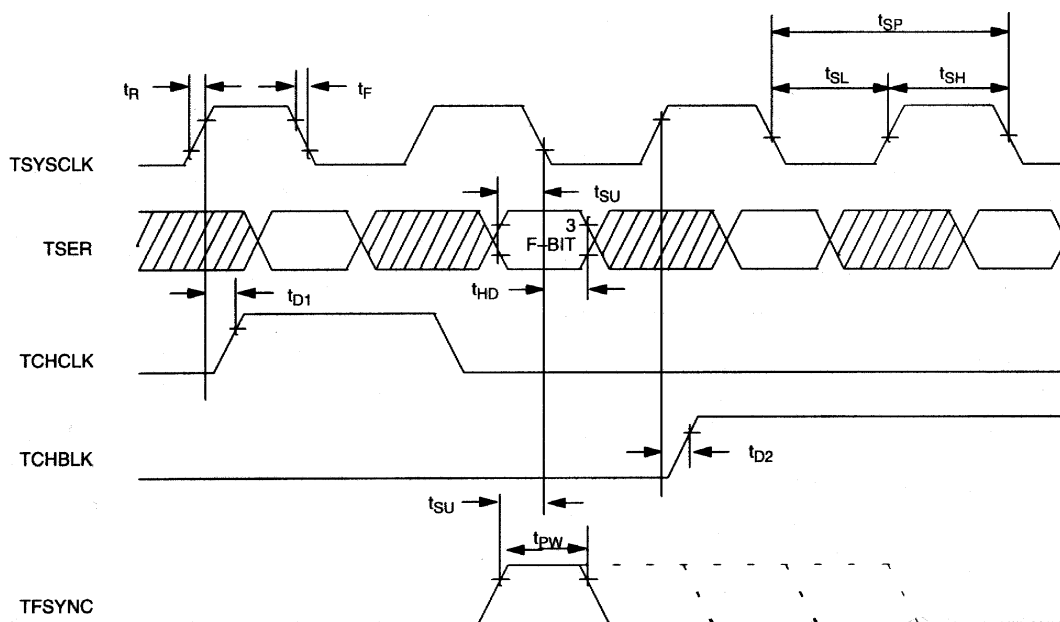 tSP
tR
tF
tSL
tSH
TSYSCLK
tSU
3
TSER
F-BIT
tHD
tD1
TCHCLK
TCHBLK
tD2
tSU
tPW
TFSYNC